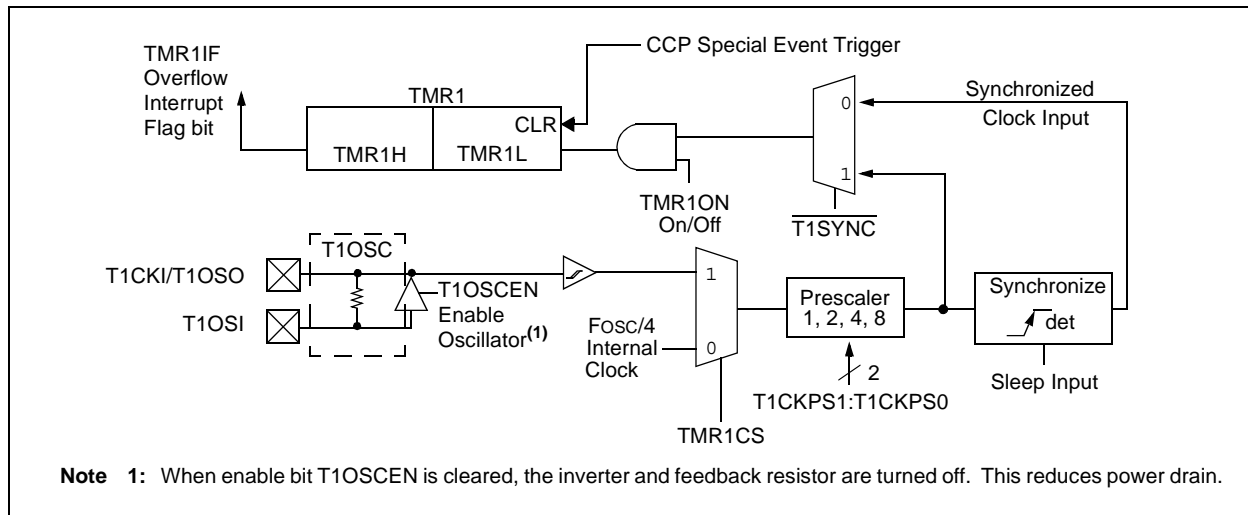 TMR1IF
Overflow
Interrupt
Flag bit
TMR1
CCP Special Event Trigger
CLR
TMR1H
TMR1L
TMR1ON
On/Off
0
1
T1SYNC
Synchronized
Clock Input
T1OSC
T1CKI/T1OSO
T1OSI
T1OSCEN
Enable
Oscillator(1)
FOSC/4
Internal
Clock
1
0
TMR1CS
Prescaler
1, 2, 4, 8
2
T1CKPS1:T1CKPS0
Synchronize
det
Sleep Input
Note 1: When enable bit T1OSCEN is cleared, the inverter and feedback resistor are turned off. This reduces power drain.